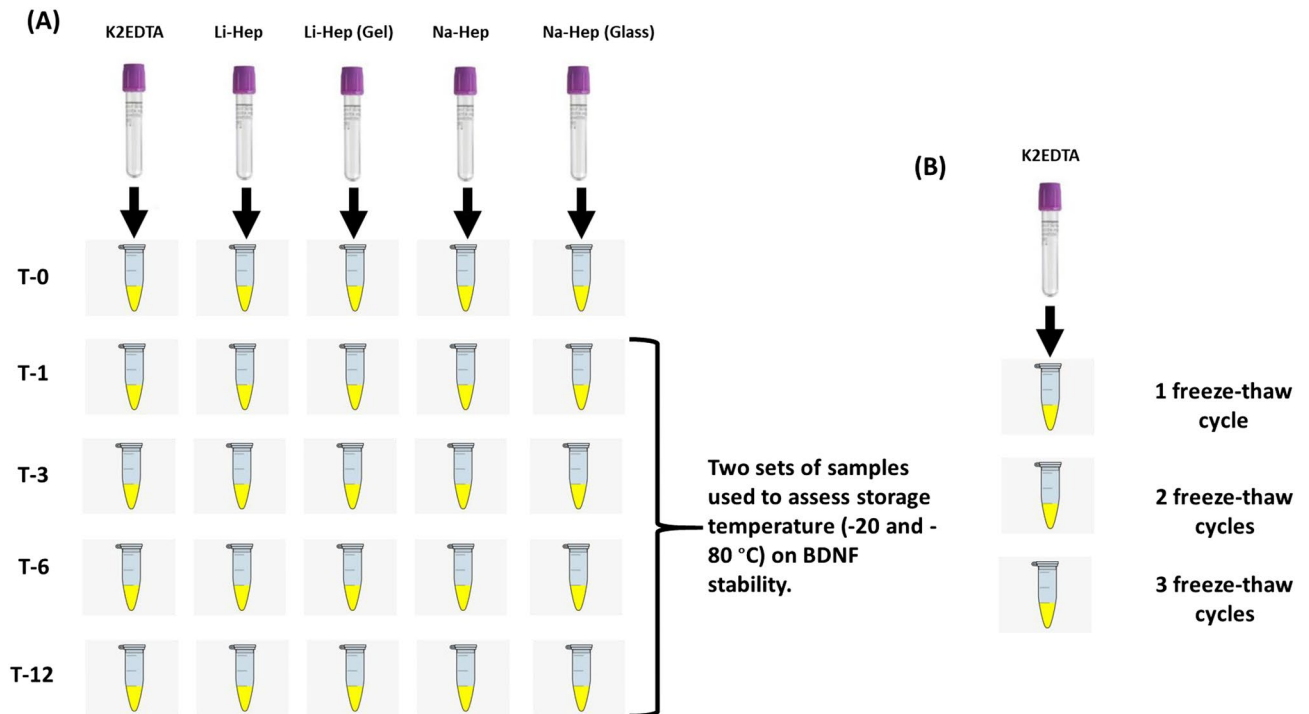 (A)
K2EDTA
Li-Hep
Li-Hep (Gel)
Na-Hep
Na-Hep (Glass)
T-0
T-1
T-3
T-6
T-12
Two sets of samples
used to assess storage
temperature (-20 and -
80 °C) on BDNF
stability.
(B)
K2EDTA
1 freeze-thaw
cycle
2 freeze-thaw
cycles
3 freeze-thaw
cycles